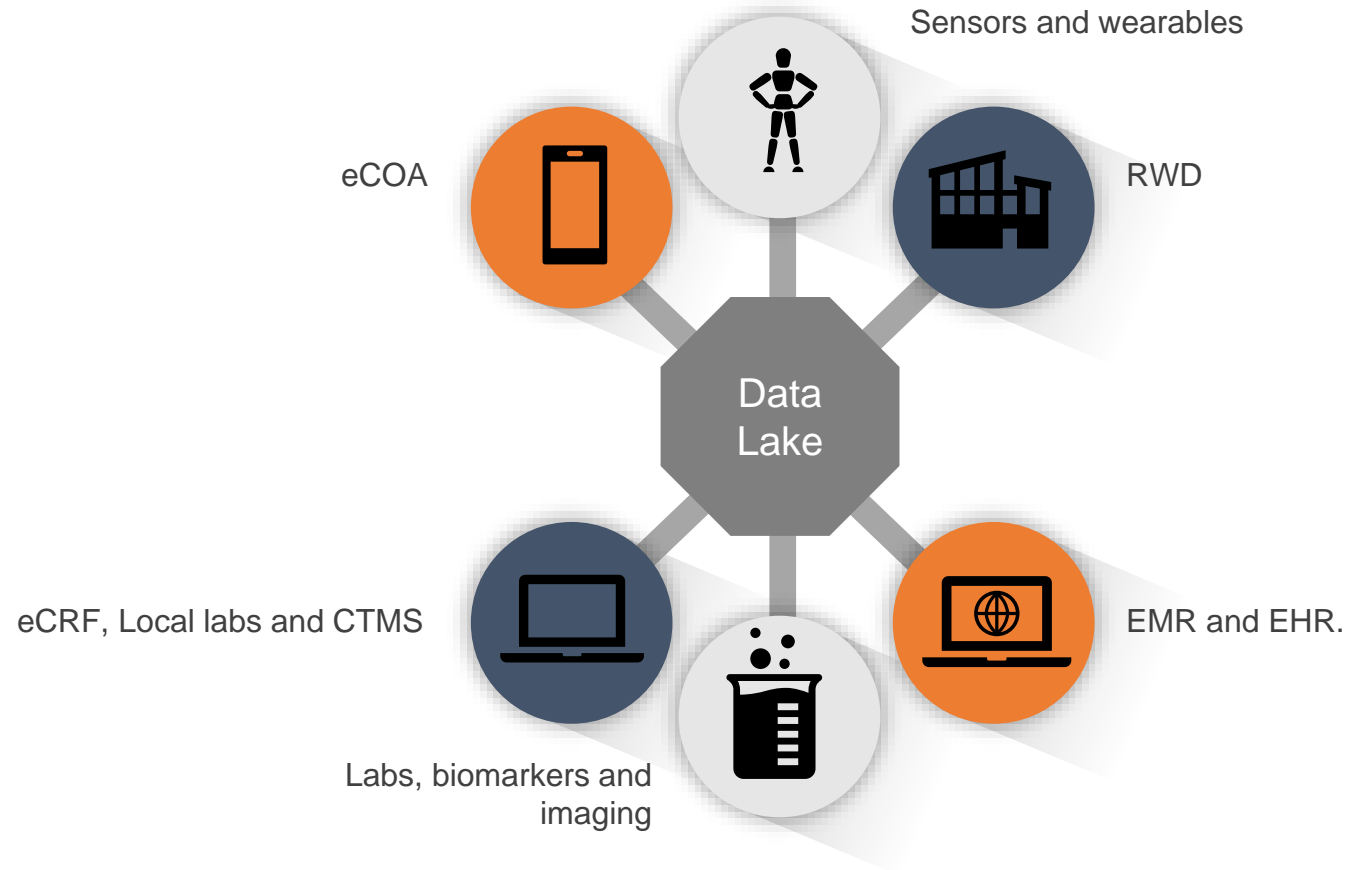 Sensors and wearables
eCOA
RWD
Data
Lake
eCRF, Local labs and CTMS
EMR and EHR.
Labs, biomarkers and
imaging